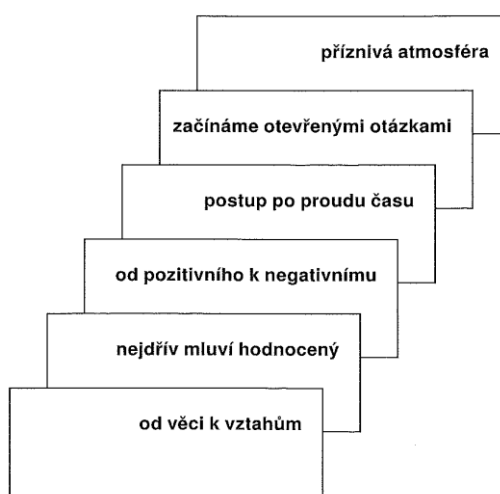 příznivá atmosféra
začínáme otevřenými otázkami
postup po proudu času
od pozitivního k negativnímu
nejdřív mluví hodnocený
od věci k vztahům